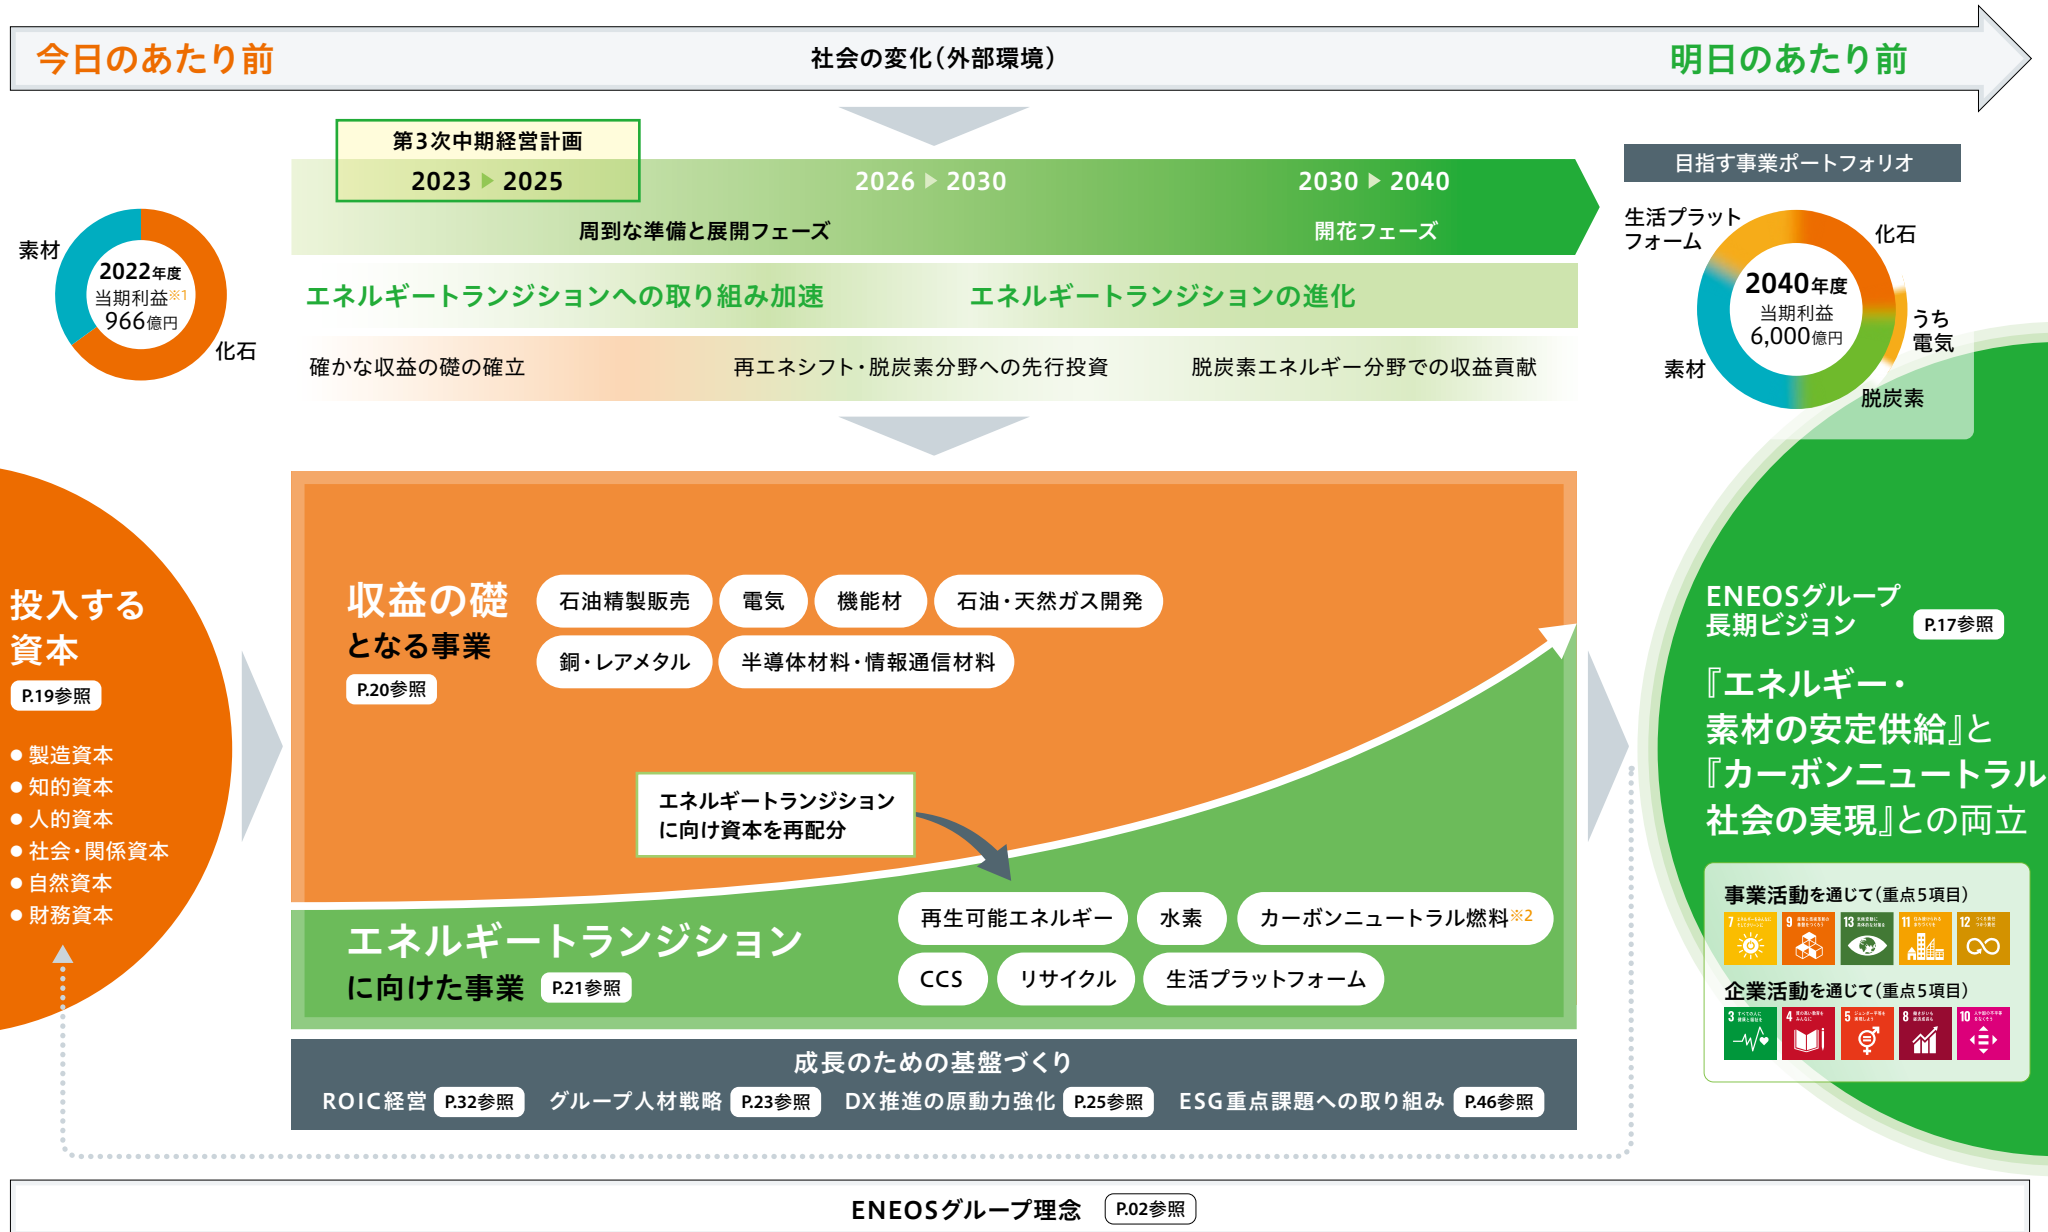 今日のあたり前
社会の変化（外部環境）
明日のあたり前
第3次中期経営計画
2023 ▶ 2025
2026 ▶ 2030
2030 ▶ 2040
周到な準備と展開フェーズ
開花フェーズ
エネルギートランジションへの取り組み加速
エネルギートランジションの進化
確かな収益の礎の確立
再エネシフト・脱炭素分野への先行投資
脱炭素エネルギー分野での収益貢献
素材
2022年度
当期利益※1
966億円
化石
目指す事業ポートフォリオ
生活プラット
フォーム
化石
2040年度
当期利益
6,000億円
うち
電気
素材
脱炭素
投入する
資本
P.19参照
● 製造資本
● 知的資本
● 人的資本
● 社会・関係資本
● 自然資本
● 財務資本
収益の礎
となる事業
P.20参照
石油精製販売
電気
機能材
石油・天然ガス開発
銅・レアメタル
半導体材料・情報通信材料
エネルギートランジション
に向け資本を再配分
エネルギートランジション
に向けた事業 P.21参照
再生可能エネルギー
水素
カーボンニュートラル燃料※2
CCS
リサイクル
生活プラットフォーム
成長のための基盤づくり
ROIC経営 P.32参照 グループ人材戦略 P.23参照 DX推進の原動力強化 P.25参照 ESG重点課題への取り組み P.46参照
ENEOSグループ
長期ビジョン P.17参照
『エネルギー・
素材の安定供給』と
『カーボンニュートラル
社会の実現』との両立
事業活動を通じて（重点5項目）
7
9
13
11
12
企業活動を通じて（重点5項目）
3
4
5
8
10
ENEOSグループ理念 P.02参照